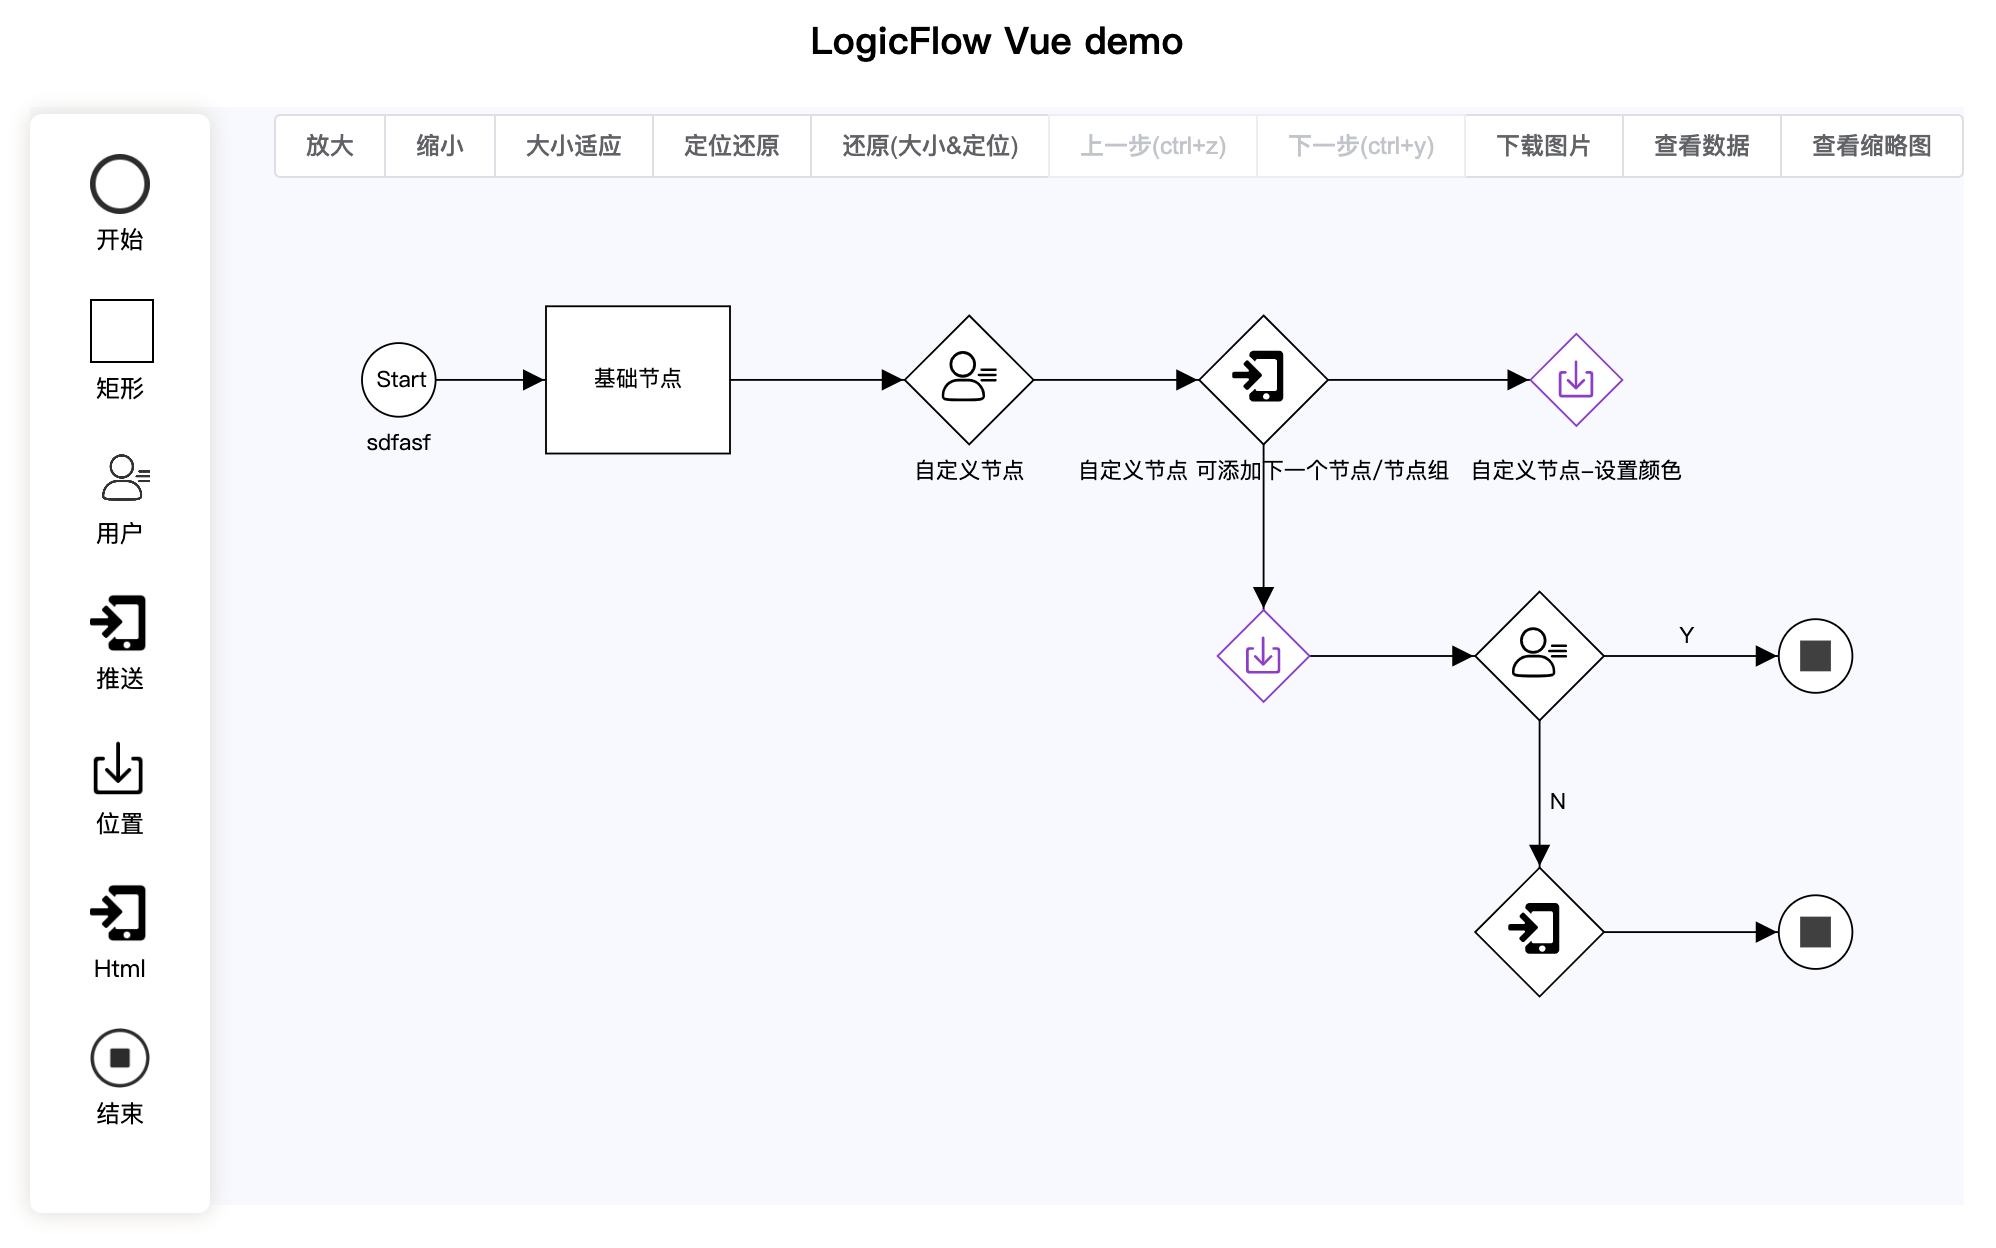 LogicFlow Vue demo
放大 缩小 大小适应 定位还原 还原(大小&定位) 上一步(ctrl+z) 下一步(ctrl+y) 下载图片 查看数据 查看缩略图
开始
矩形
用户
推送
位置
Html
结束
Start
基础节点
sdfasf
自定义节点
自定义节点 可添加下一个节点/节点组
自定义节点-设置颜色
Y
N